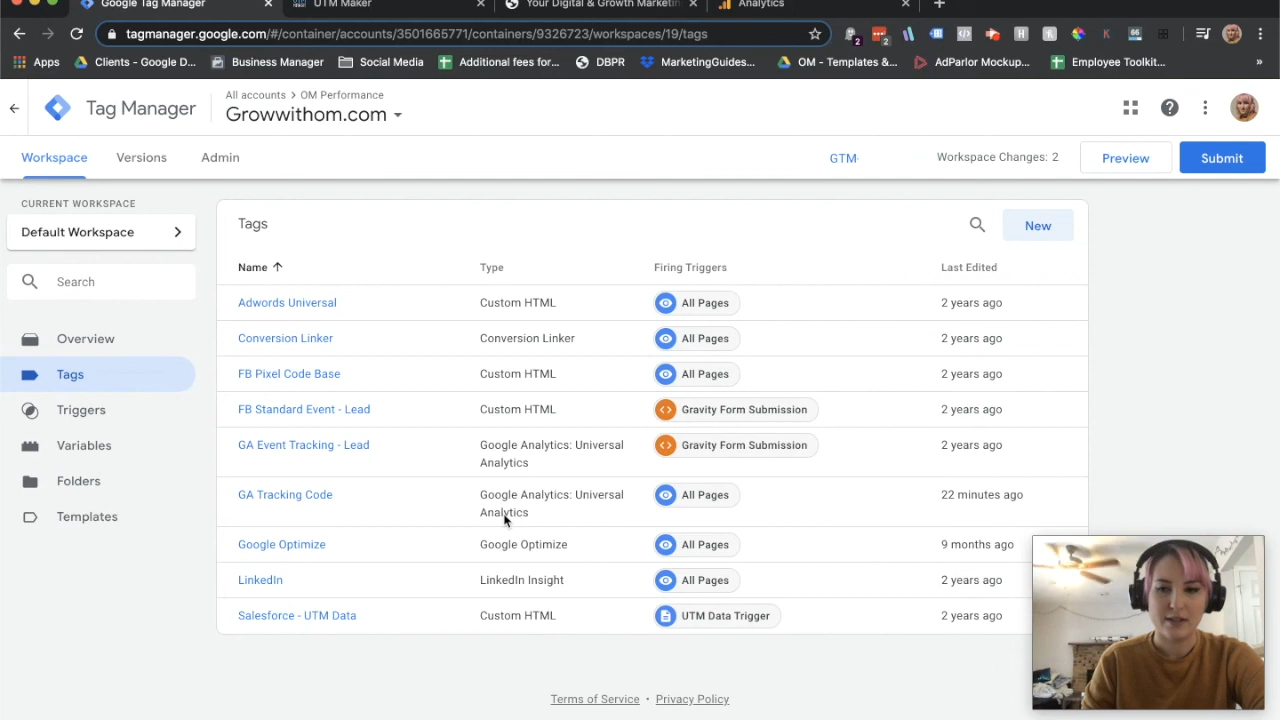 Google Tag Manager
UTM Maker
Your Digital & Growth Marketin
Analytics
tagmanager.google.com/#/container/accounts/3501665771/containers/9326723/workspaces/19/tags
Apps
Clients - Google D...
Business Manager
Social Media
Additional fees for...
DBPR
MarketingGuides...
OM - Templates &...
AdParlor Mockup...
Employee Toolkit...
»
Tag Manager
All accounts > OM Performance
Growwithom.com
Workspace
Versions
Admin
GTM-
Workspace Changes: 2
Preview
Submit
CURRENT WORKSPACE
Default Workspace
Search
Overview
Tags
Triggers
Variables
Folders
Templates
Tags
New
Name Type Firing Triggers Last Edited
Adwords Universal Custom HTML All Pages 2 years ago
Conversion Linker Conversion Linker All Pages 2 years ago
FB Pixel Code Base Custom HTML All Pages 2 years ago
FB Standard Event - Lead Custom HTML Gravity Form Submission 2 years ago
GA Event Tracking - Lead Google Analytics: Universal Gravity Form Submission 2 years ago
Analytics
GA Tracking Code Google Analytics: Universal All Pages 22 minutes ago
Analytics
Google Optimize Google Optimize All Pages 9 months ago
LinkedIn LinkedIn Insight All Pages 2 years ago
Salesforce - UTM Data Custom HTML UTM Data Trigger 2 years ago
Terms of Service • Privacy Policy